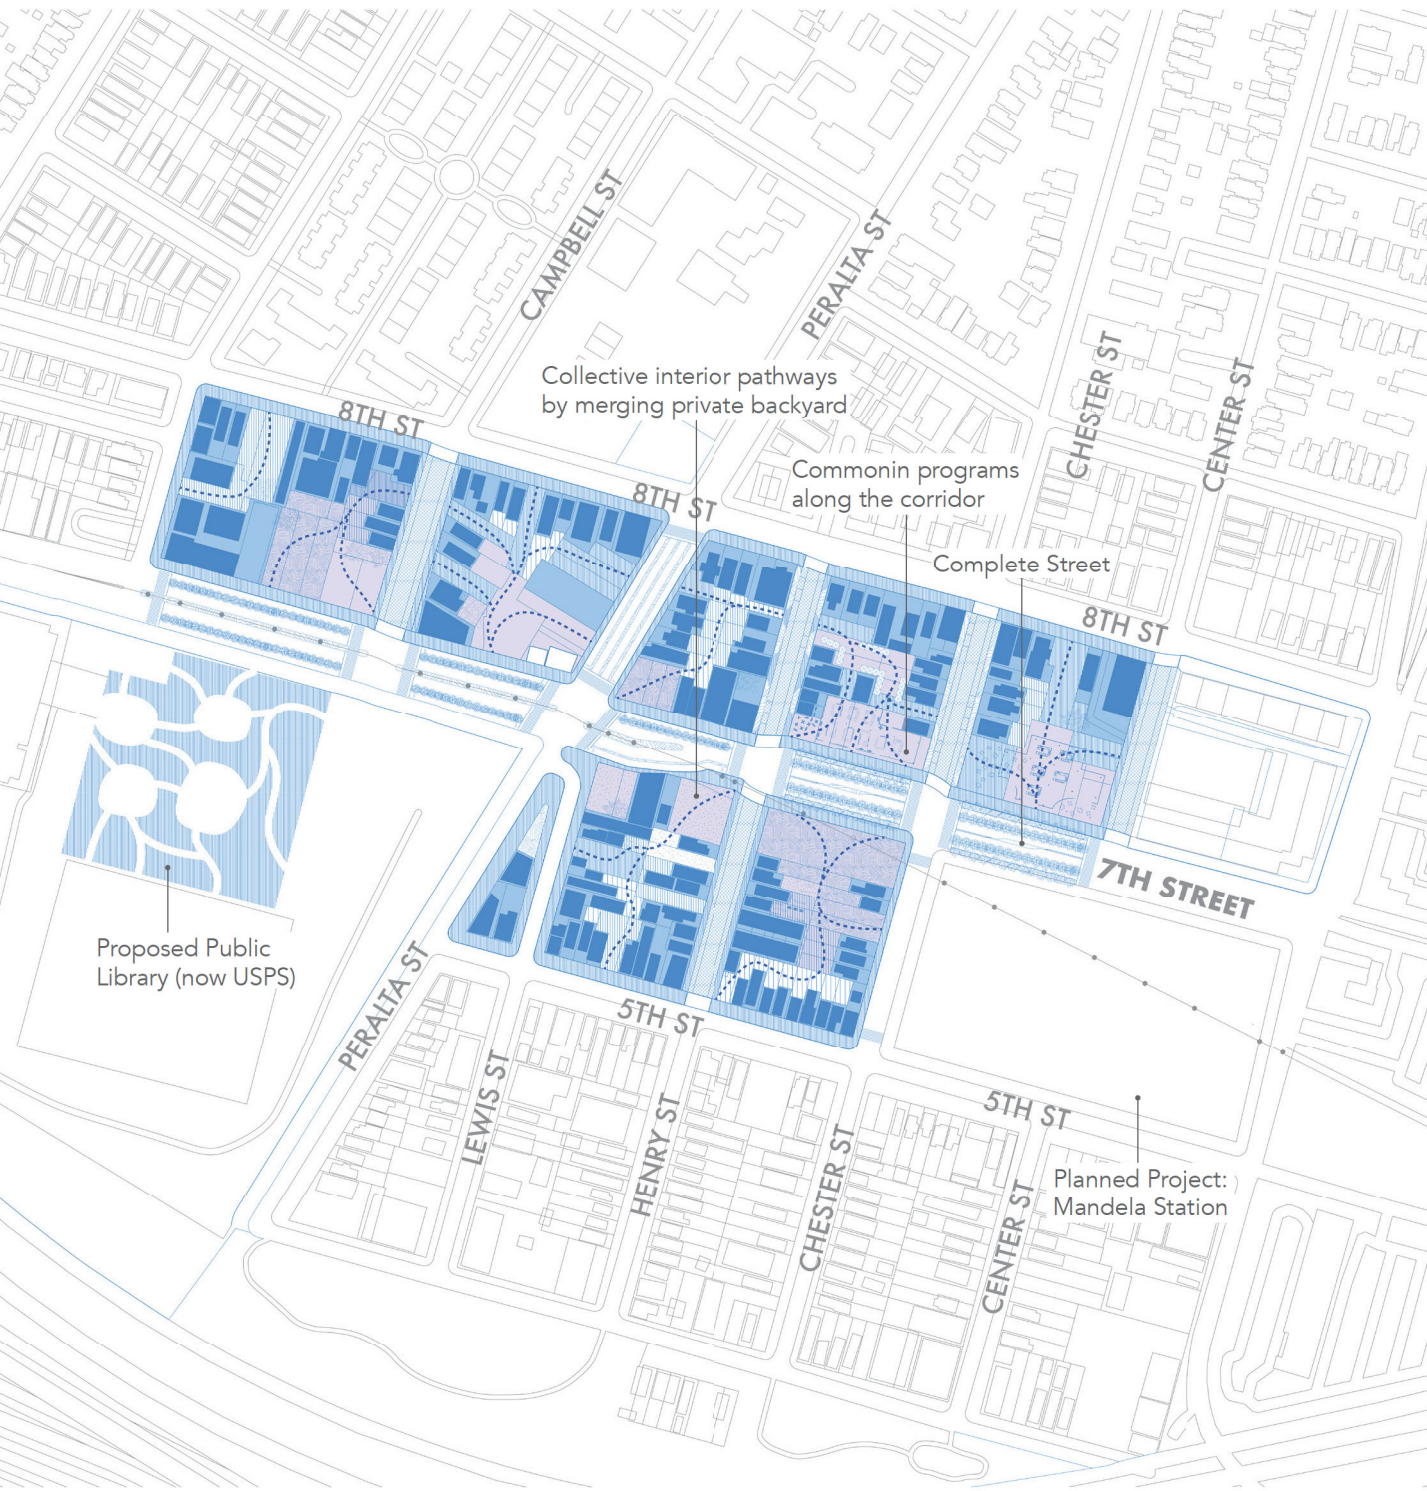 CAMPBELL ST
PERALTA ST
CHESTER ST
CENTER ST
Collective interior pathways
by merging private backyard
8TH ST
Commonin programs
along the corridor
8TH ST
Complete Street
8TH ST
7TH STREET
Proposed Public
Library (now USPS)
PERALTA ST
5TH ST
LEWIS ST
HENRY ST
CHESTER ST
5TH ST
CENTER ST
Planned Project:
Mandela Station